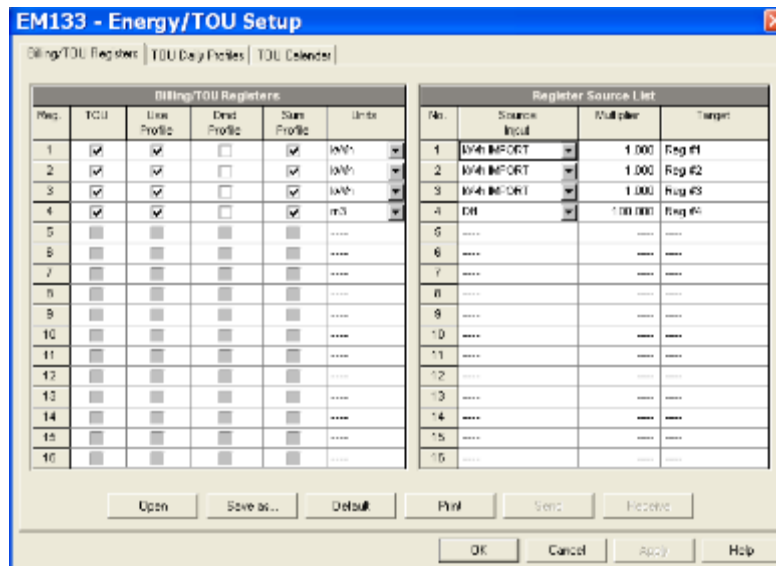 EM133 - Energy/TOU Setup
Billing/TOU Registers TOU Daily Profiles TOU Calendar
Billing/TOU Registers Register Source List
Reg. TOU Use Profile Dmd Profile Sum Profile Units No. Source Input Multiplier Target
1 kWh 1 kWh IMPORT 1.000 Reg #1
2 kWh 2 kWh IMPORT 1.000 Reg #2
3 kWh 3 kWh IMPORT 1.000 Reg #3
4 m3 4 100.000 Reg #4
5 ---- 5 ---- ---- ----
6 ---- 6 ---- ---- ----
7 ---- 7 ---- ---- ----
8 ---- 8 ---- ---- ----
9 ---- 9 ---- ---- ----
10 ---- 10 ---- ---- ----
11 ---- 11 ---- ---- ----
12 ---- 12 ---- ---- ----
13 ---- 13 ---- ---- ----
14 ---- 14 ---- ---- ----
15 ---- 15 ---- ---- ----
16 ---- 16 ---- ---- ----
Open Save as... Default Print Send Receive
OK Cancel Apply Help